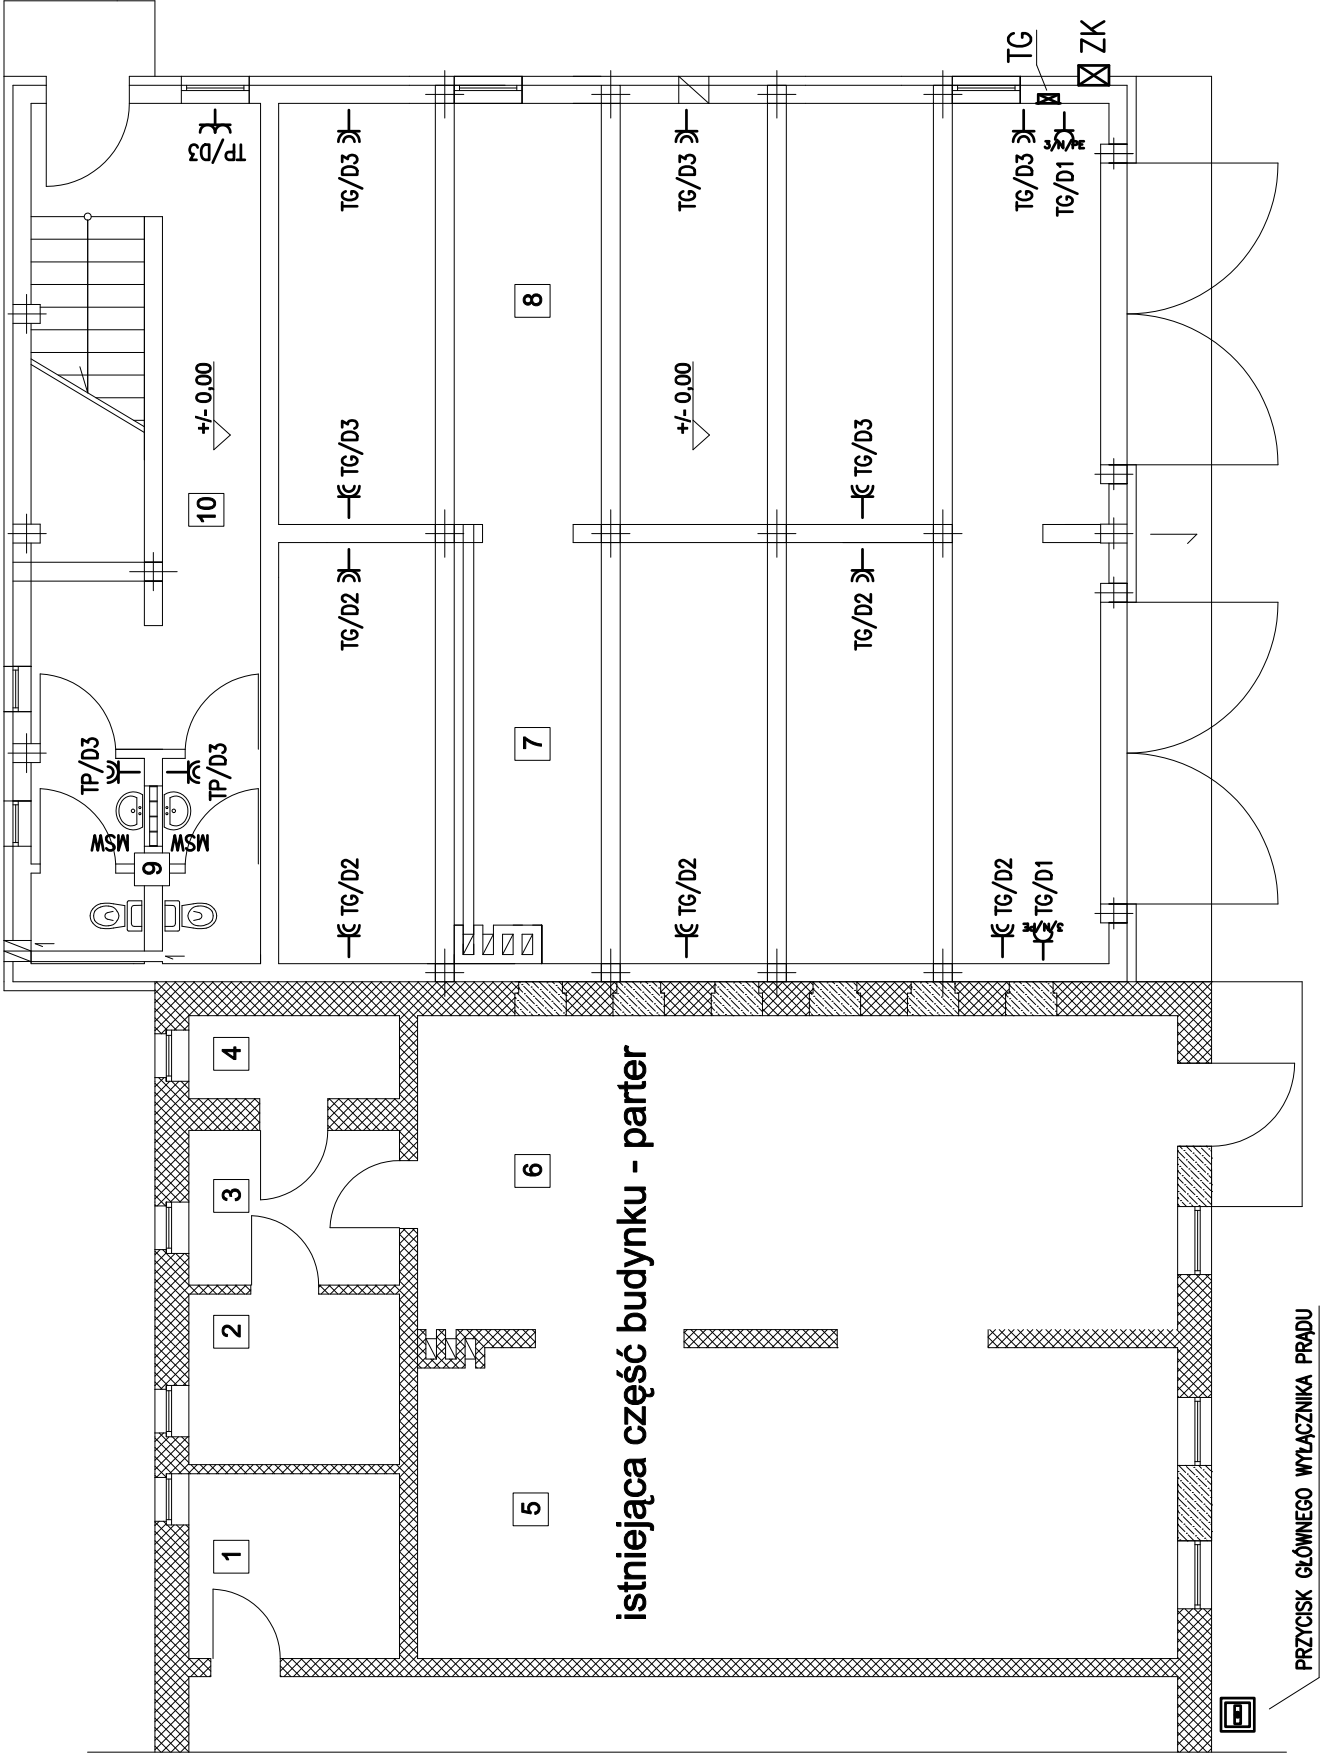 TG
ZK
TP/D3
TG/D3
TG/D3
TG/D3
3/N/PE
TG/D1
8
+/- 0,00
+/- 0,00
TG/D3
TG/D3
10
TG/D2
TG/D2
7
TP/D3
TP/D3
MSW
MSW
9
TG/D2
TG/D2
TG/D2
TG/D1
3/N/PE
4
3
6
2
istniejąca część budynku - parter
5
1
PRZYCISK GŁÓWNEGO WYŁĄCZNIKA PRĄDU